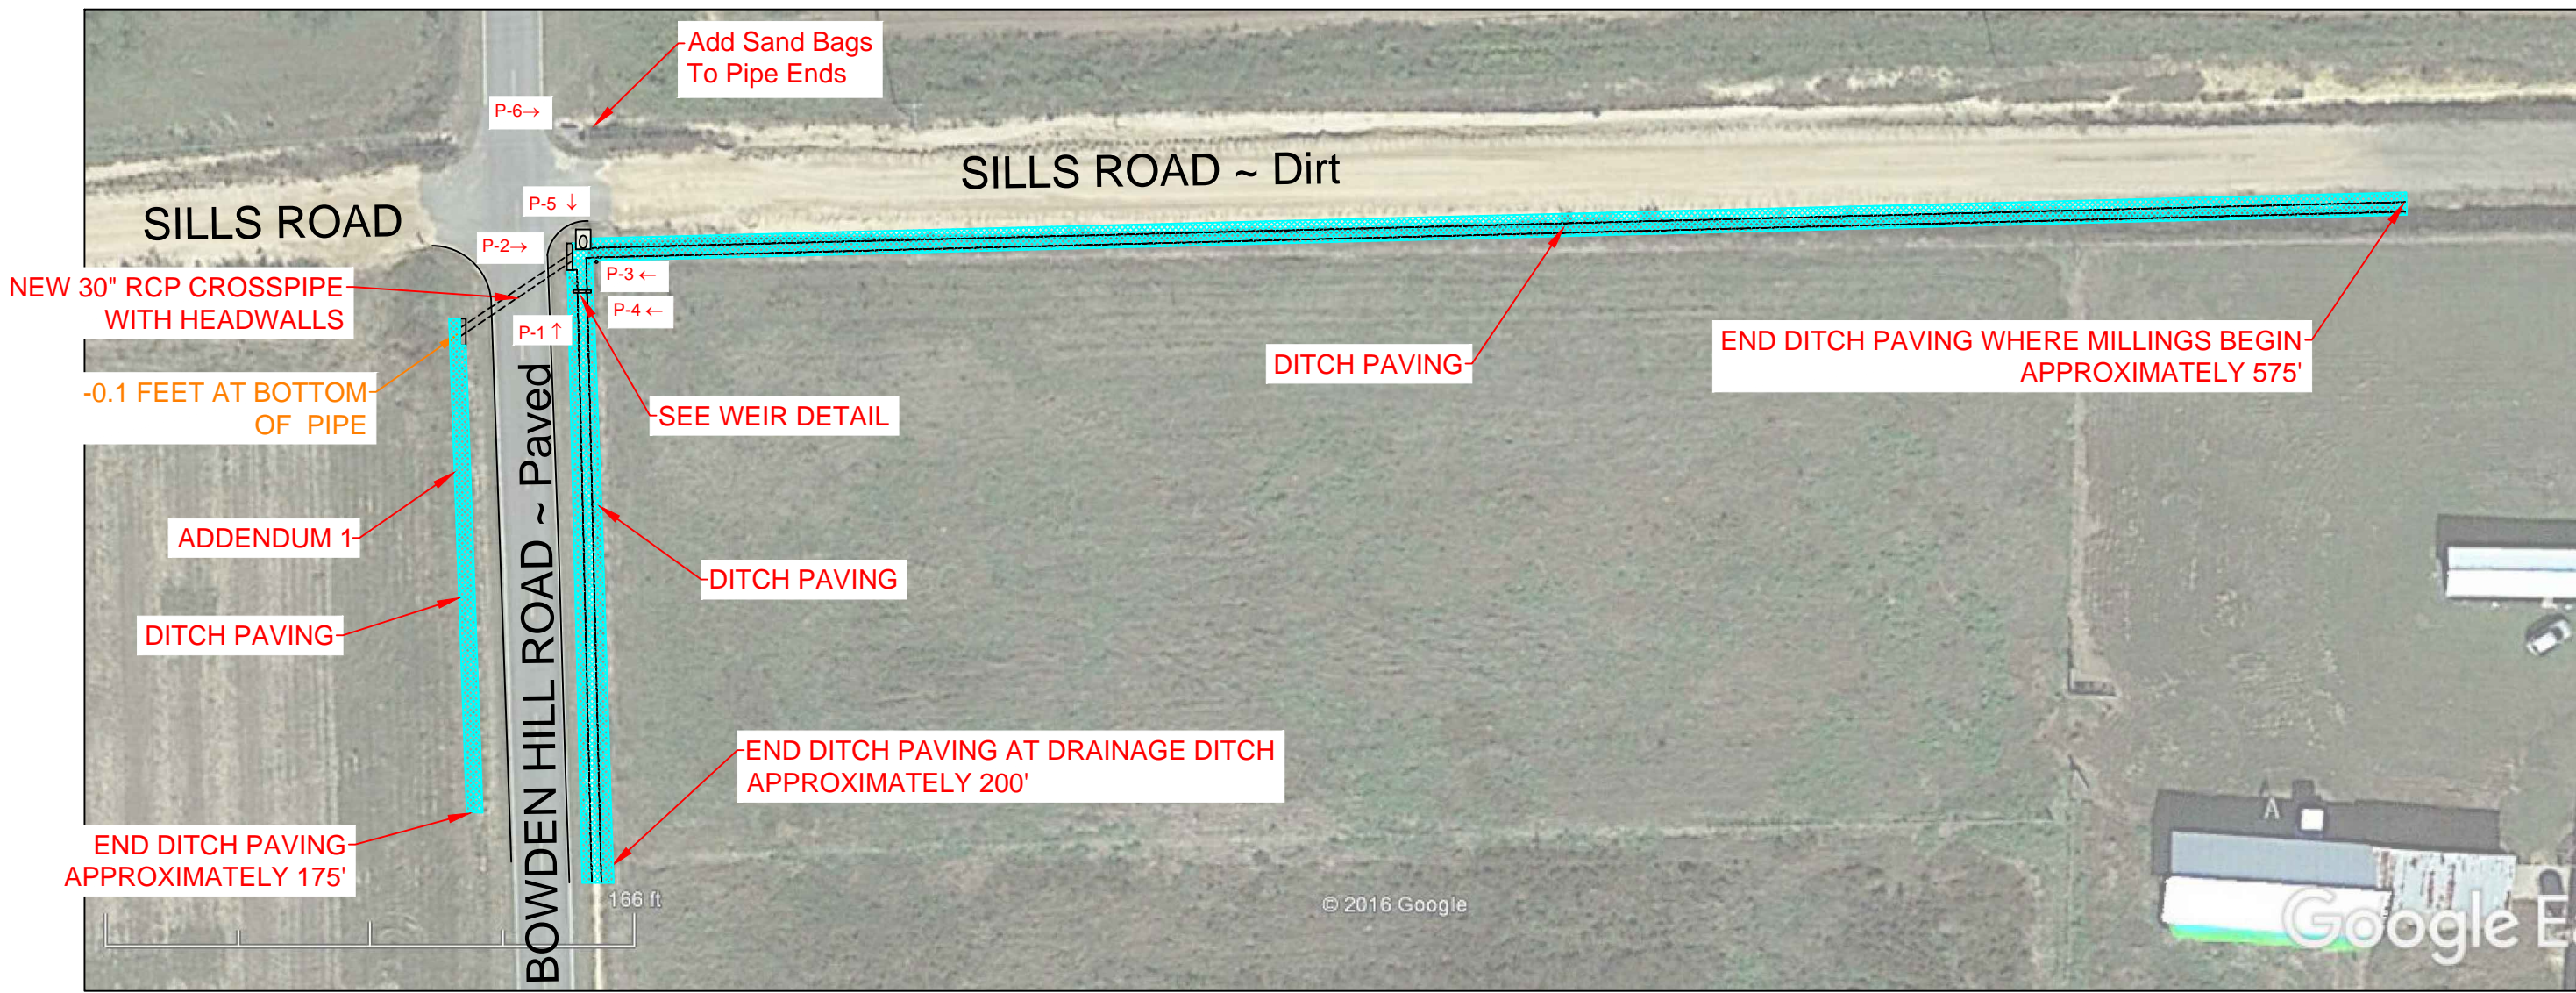 Add Sand Bags
To Pipe Ends
P-6→
SILLS ROAD ~ Dirt
SILLS ROAD
P-5 ↓
P-2→
0
P-3 ←
NEW 30" RCP CROSSPIPE
WITH HEADWALLS
P-4 ←
P-1 ↑
DITCH PAVING
END DITCH PAVING WHERE MILLINGS BEGIN
APPROXIMATELY 575'
-0.1 FEET AT BOTTOM
OF PIPE
SEE WEIR DETAIL
BOWDEN HILL ROAD ~ Paved
ADDENDUM 1
DITCH PAVING
DITCH PAVING
END DITCH PAVING AT DRAINAGE DITCH
APPROXIMATELY 200'
END DITCH PAVING
APPROXIMATELY 175'
166 ft
© 2016 Google
A
Google